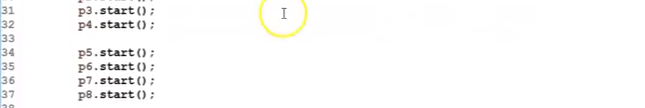 31 p3.start();
32 p4.start();
33
34 p5.start();
35 p6.start();
36 p7.start();
37 p8.start();